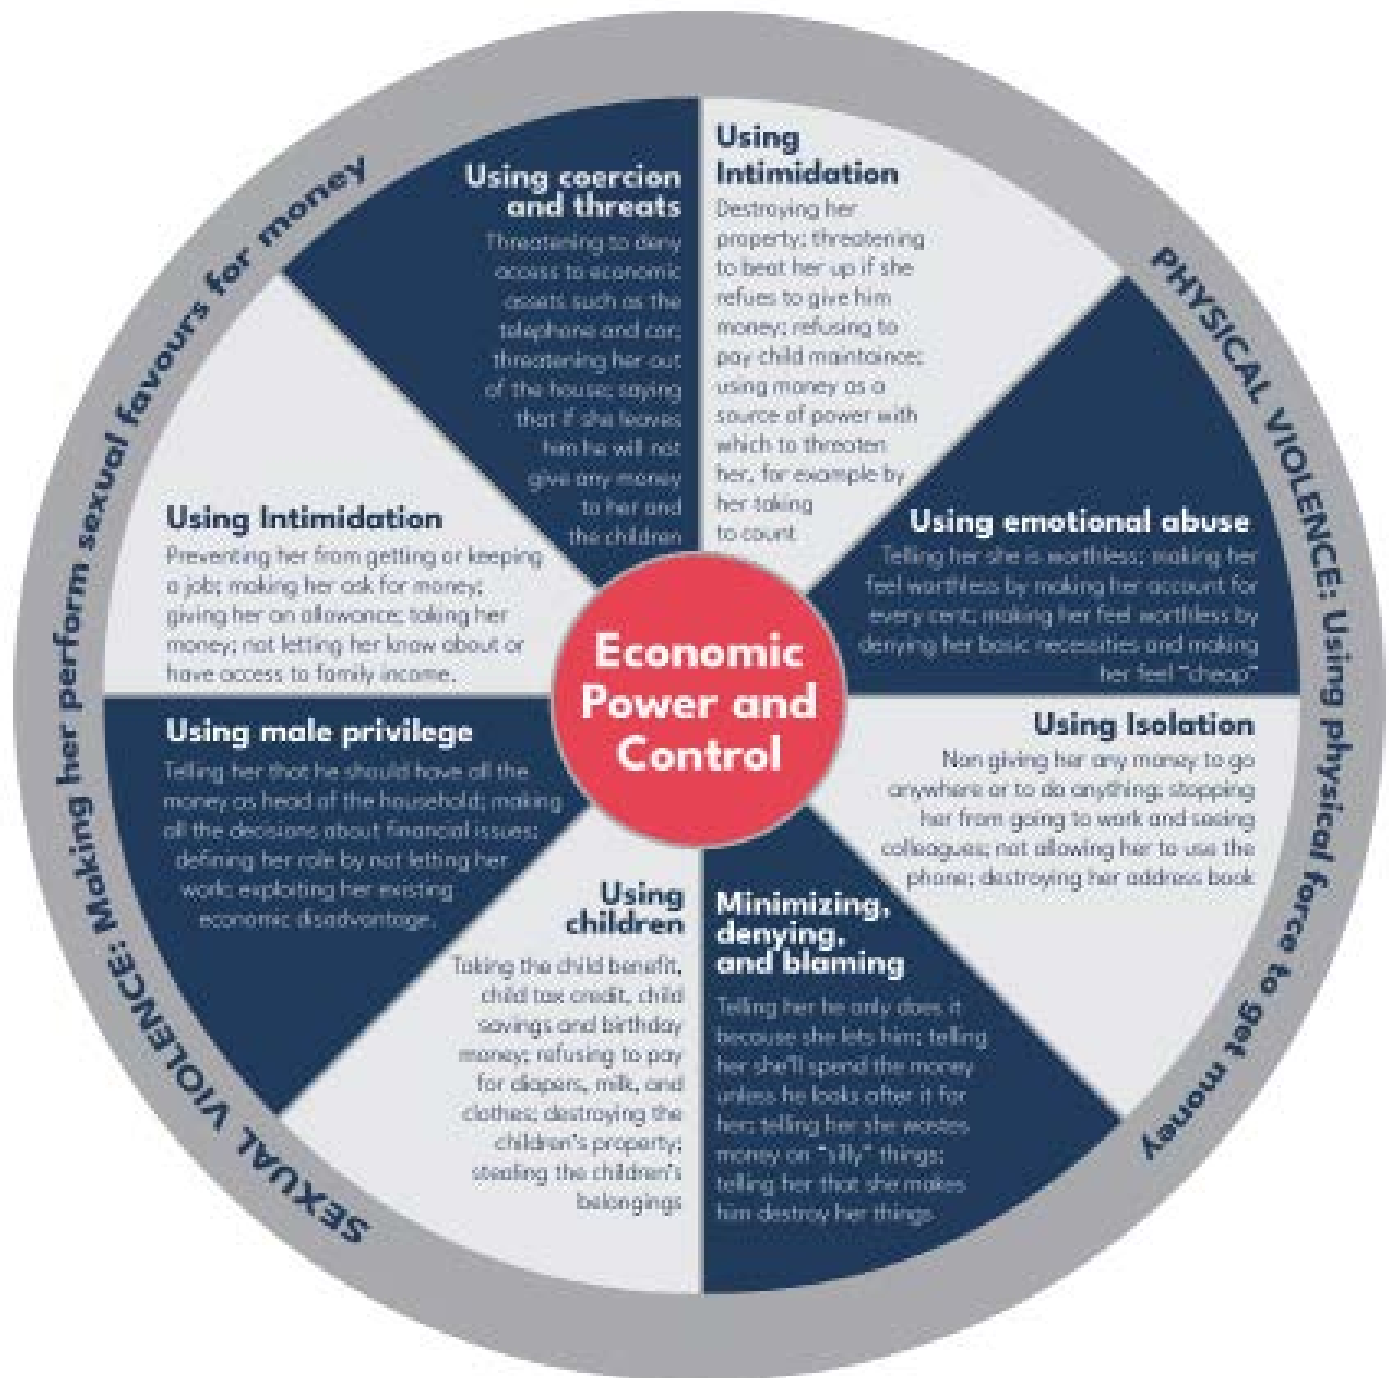 Economic
Power and
Control
Using
Intimidation
Destroying her
property; threatening
to beat her up if she
refues to give him
money; refusing to
pay child maintaince;
using money as a
source of power with
which to threaten
her, for example by
her taking
to count
Using emotional abuse
Telling her she is worthless; making her
feel worthless by making her account for
every cent; making her feel worthless by
denying her basic necessities and making
her feel "cheap"
Using Isolation
Non giving her any money to go
anywhere or to do anything; stopping
her from going to work and seeing
colleagues; not allowing her to use the
phone; destroying her address book
Minimizing,
denying,
and blaming
Telling her he only does it
because she lets him; telling
her she'll spend the money
unless he looks after it for
her; telling her she wastes
money on "silly" things;
telling her that she makes
him destroy her things
Using
children
Taking the child benefit,
child tax credit, child
savings and birthday
money; refusing to pay
for diapers, milk, and
clothes; destroying the
children's property;
stealing the children's
belongings
Using male privilege
Telling her that he should have all the
money as head of the household; making
all the decisions about financial issues;
defining her role by not letting her
work; exploiting her existing
economic disadvantage.
Using Intimidation
Preventing her from getting or keeping
a job; making her ask for money;
giving her an allowance; taking her
money; not letting her know about or
have access to family income.
Using coercion
and threats
Threatening to deny
access to economic
assets such as the
telephone and car;
threatening her out
of the house; saying
that if she leaves
him he will not
give any money
to her and
the children
PHYSICAL VIOLENCE: Using physical force to get money
SEXUAL VIOLENCE: Making her perform sexual favours for money